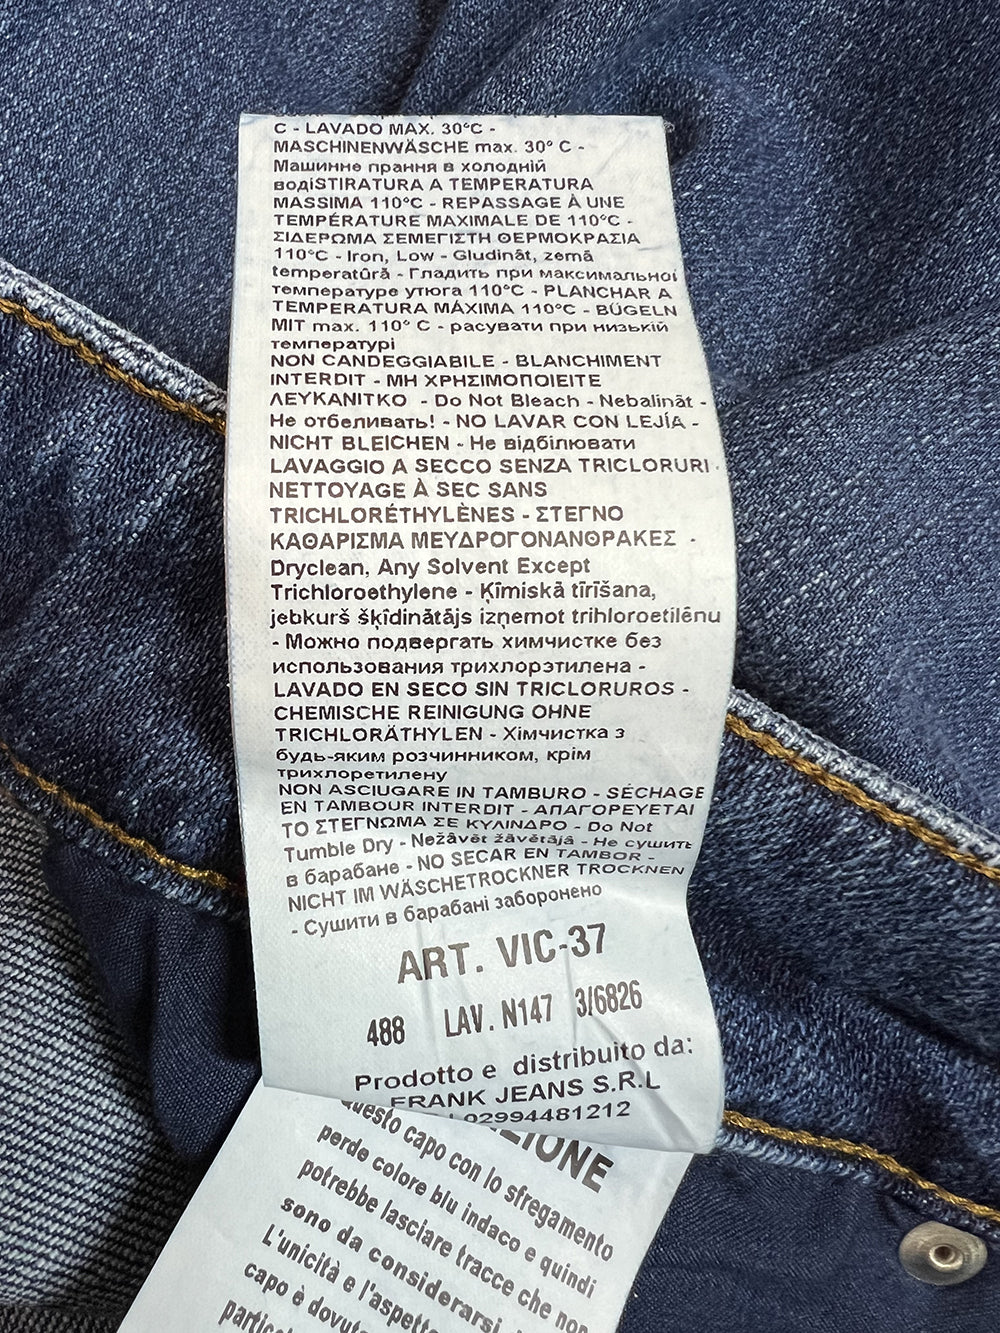 C - LAVADO MAX. 30°C -
MASCHINENWÄSCHE max. 30° C -
Машинне прання в холодній
водіSTIRATURA A TEMPERATURA
MASSIMA 110°C - REPASSAGE À UNE
TEMPÉRATURE MAXIMALE DE 110°C -
ΣΙΔΕΡΩΜΑ ΣΕΜΕΓΙΣΤΗ ΘΕΡΜΟΚΡΑΣΙΑ
110°C - Iron, Low - Gludināt, zemā
temperatūrā - Гладить при максимальной
температуре утюга 110°C - PLANCHAR A
TEMPERATURA MÁXIMA 110°C - BÜGELN
MIT max. 110° C - расувати при низькій
температурі
NON CANDEGGIABILE - BLANCHIMENT
INTERDIT - ΜΗ ΧΡΗΣΙΜΟΠΟΙΕΙΤΕ
ΛΕΥΚΑΝΙΤΚΟ - Do Not Bleach - Nebalināt -
Не отбеливать! - NO LAVAR CON LEJÍA -
NICHT BLEICHEN - Не відбілювати
LAVAGGIO A SECCO SENZA TRICLORURI -
NETTOYAGE À SEC SANS
TRICHLORÉTHYLÈNES - ΣΤΕΓΝΟ
ΚΑΘΑΡΙΣΜΑ ΜΕΥΔΡΟΓΟΝΑΝΘΡΑΚΕΣ -
Dryclean, Any Solvent Except
Trichloroethylene - Ķīmiskā tīrīšana,
jebkurš šķīdinātājs izņemot trihloroetilēnu
- Можно подвергать химчистке без
использования трихлорэтилена -
LAVADO EN SECO SIN TRICLORUROS -
CHEMISCHE REINIGUNG OHNE
TRICHLORÄTHYLEN - Хімчистка з
будь-яким розчинником, крім
трихлоретилену
NON ASCIUGARE IN TAMBURO - SÉCHAGE
EN TAMBOUR INTERDIT - ΑΠΑΓΟΡΕΥΕΤΑΙ
ΤΟ ΣΤΕΓΝΩΜΑ ΣΕ ΚΥΛΙΝΔΡΟ - Do Not
Tumble Dry - Nežāvēt žāvētājā - Не сушить
в барабане - NO SECAR EN TAMBOR -
NICHT IM WÄSCHETROCKNER TROCKNEN
- Сушити в барабані заборонено
ART. VIC-37
488 LAV. N147 3/6826
Prodotto e distribuito da:
FRANK JEANS S.R.L
02994481212
questo capo con lo sfregamento
perde colore blu indaco e quindi
potrebbe lasciare tracce che non
sono da considerarsi
L'unicità e l'aspetto
capo è dovut
partic